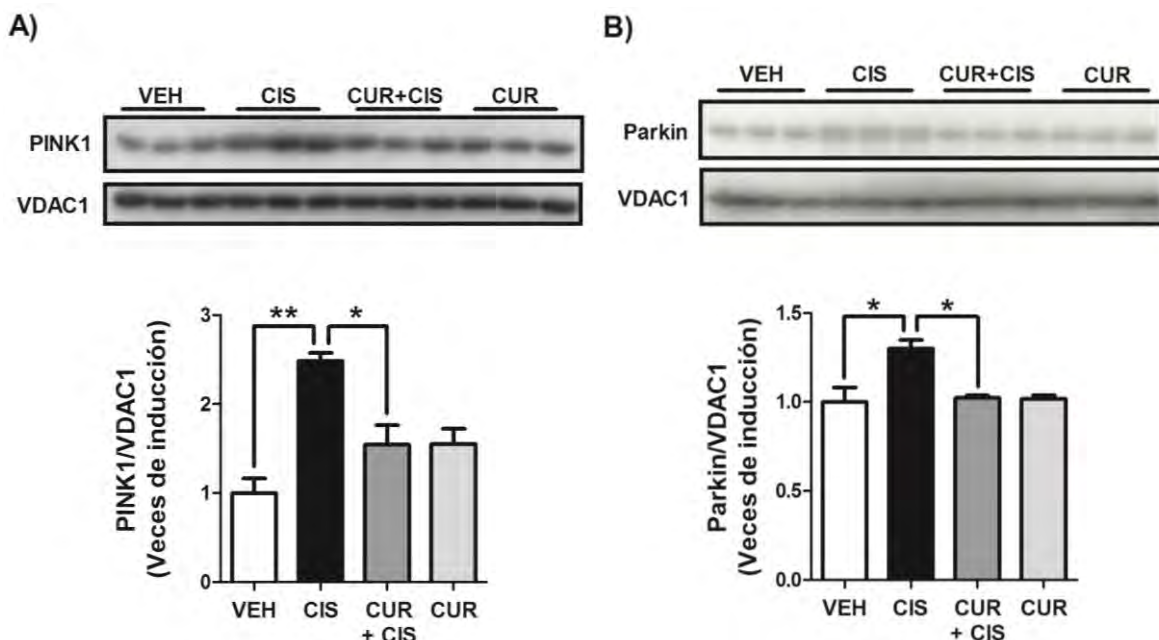 A)
VEH CIS CUR+CIS CUR
PINK1
VDAC1
PINK1/VDAC1
(Veces de inducción)
3
2
1
0
** *
VEH CIS CUR CUR
+ CIS
B)
VEH CIS CUR+CIS CUR
Parkin
VDAC1
Parkin/VDAC1
(Veces de inducción)
1.5
1.0
0.5
0.0
* *
VEH CIS CUR CUR
+ CIS